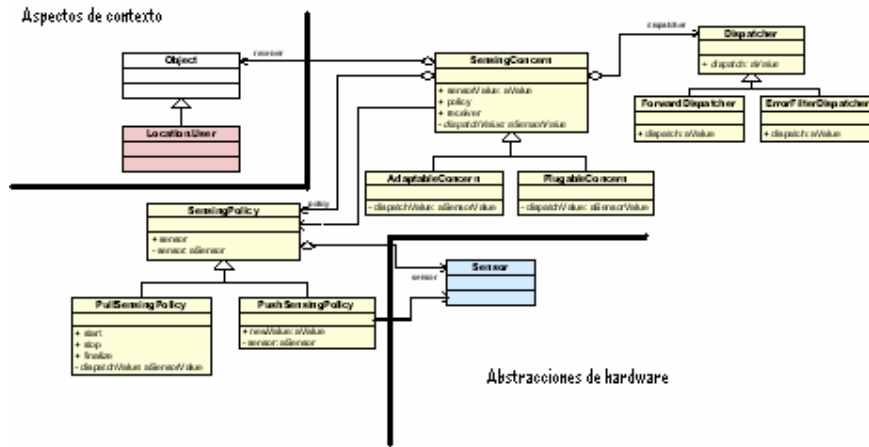 Aspectos de contexto
Object
receiver
SensingConcern
+ sensorValue: aValue
+ policy
+ receiver
- dispatchValue: aSensorValue
dispatcher
Dispatcher
+ dispatch: aValue
ForwardDispatcher
+ dispatch: aValue
ErrorFilterDispatcher
+ dispatch: aValue
LocationUser
AdaptableConcern
- dispatchValue: aSensorValue
PlugableConcern
- dispatchValue: aSensorValue
policy
SensingPolicy
+ sensor
- sensor: aSensor
sensor
Sensor
PullSensingPolicy
+ start
+ stop
+ finalize
- dispatchValue: aSensorValue
PushSensingPolicy
+ newValue: aValue
- sensor: aSensor
Abstracciones de hardware